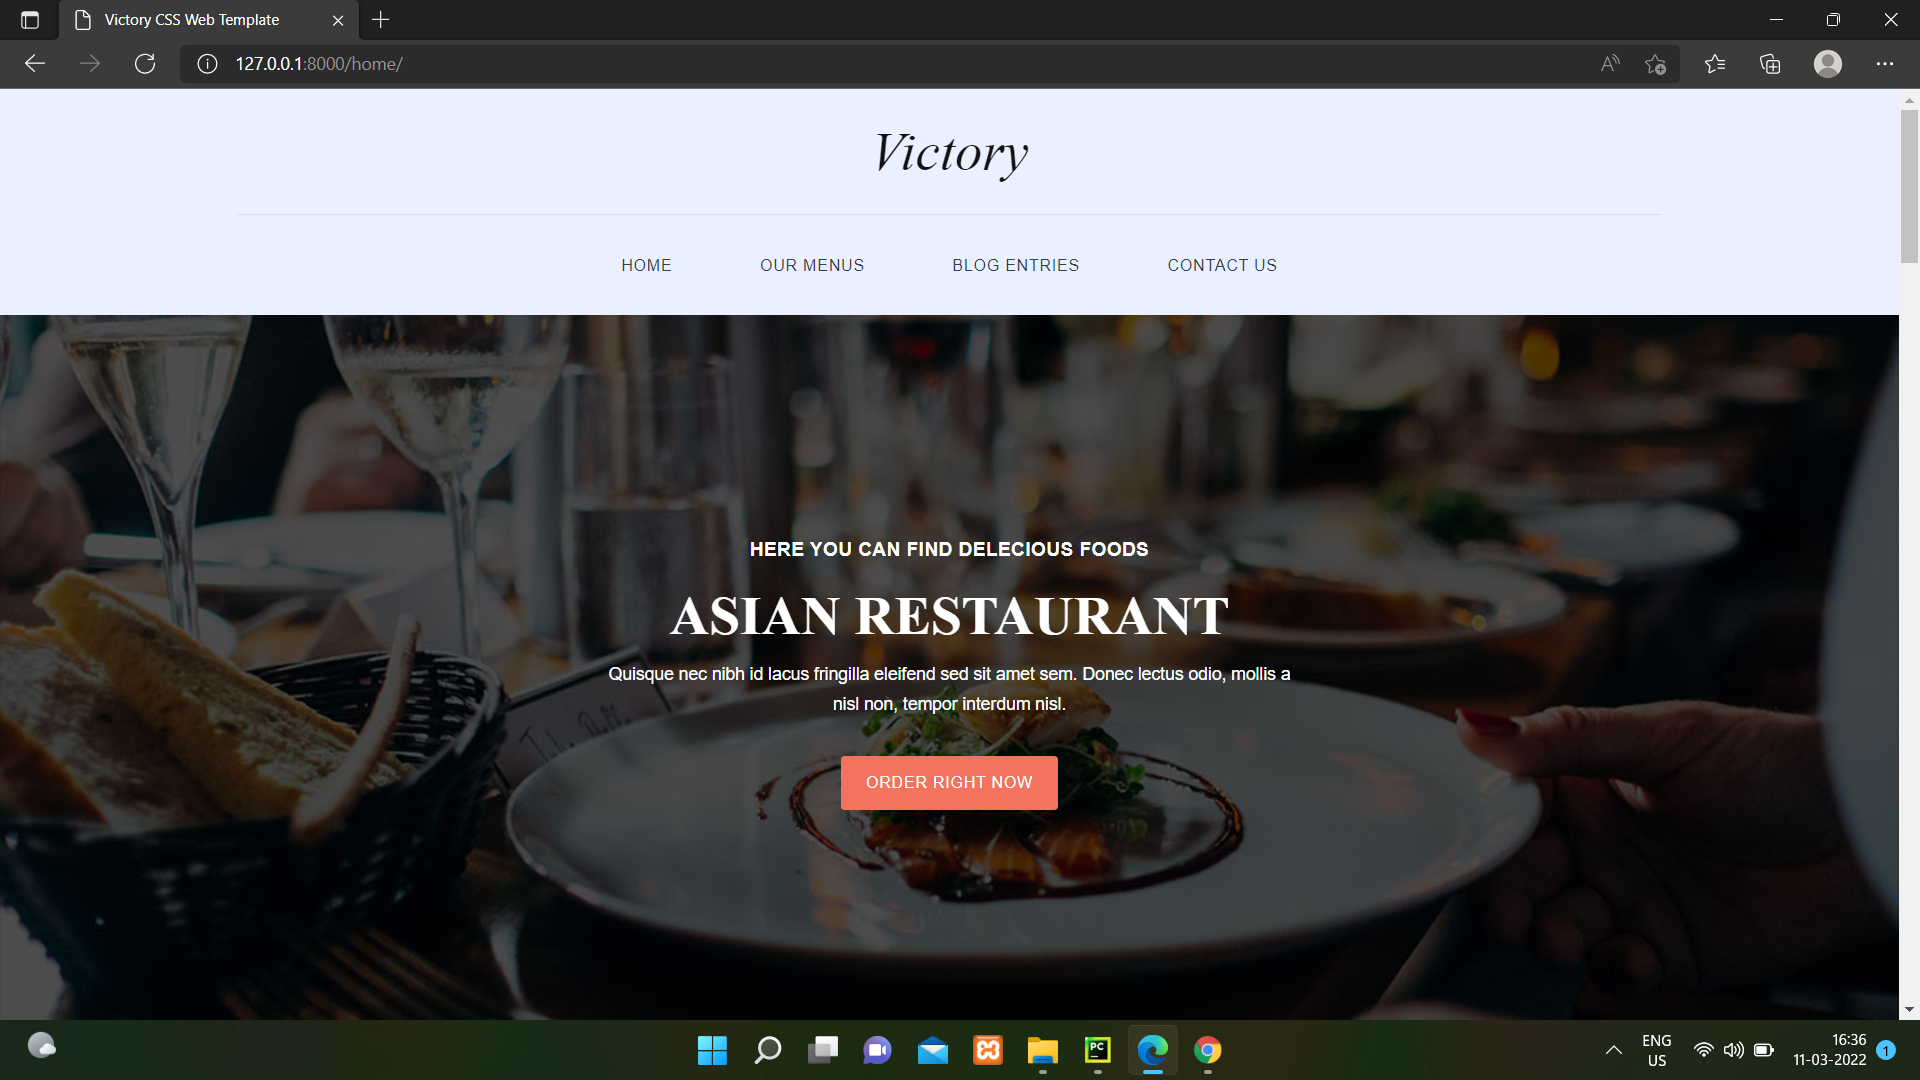 Victory CSS Web Template
127.0.0.1:8000/home/
Victory
HOME OUR MENUS BLOG ENTRIES CONTACT US
HERE YOU CAN FIND DELECIOUS FOODS
ASIAN RESTAURANT
Quisque nec nibh id lacus fringilla eleifend sed sit amet sem. Donec lectus odio, mollis a
nisl non, tempor interdum nisl.
ORDER RIGHT NOW
PC
ENG
US
16:36
11-03-2022
1